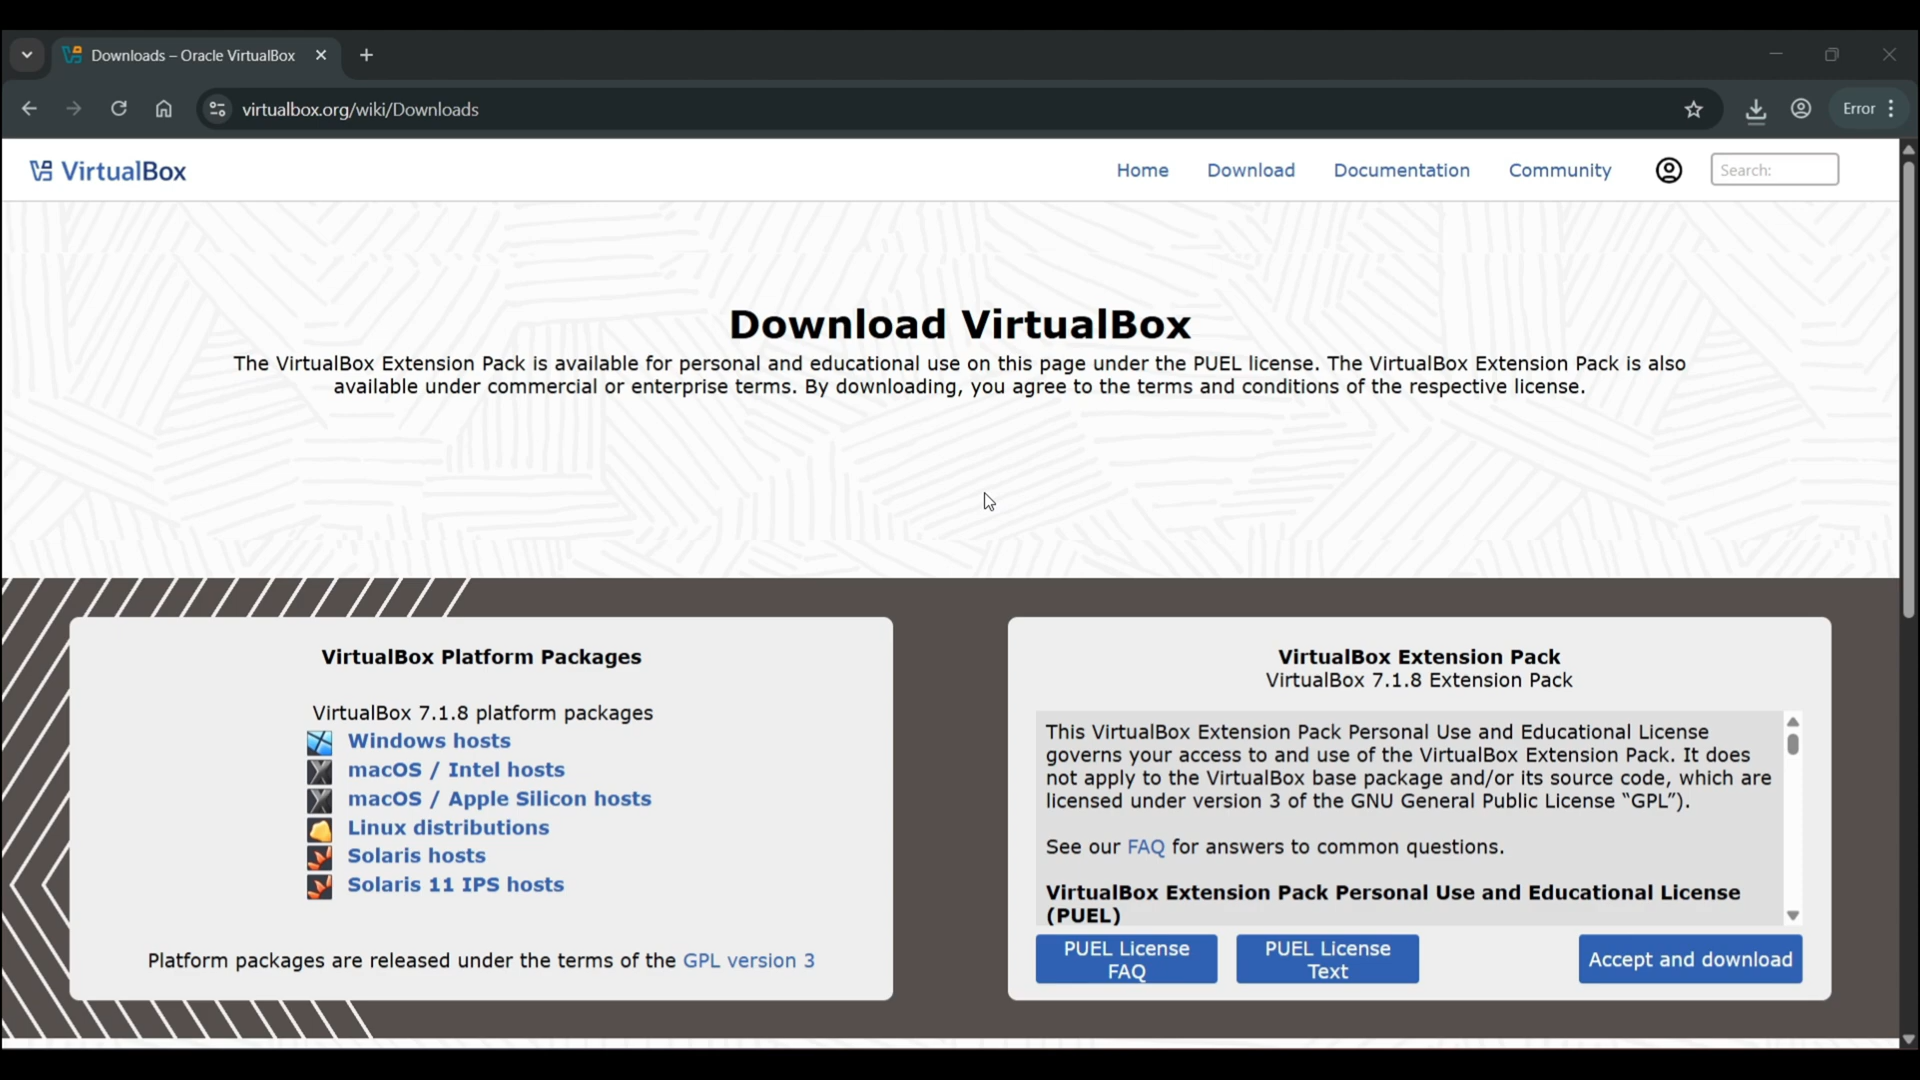 Downloads – Oracle VirtualBox
virtualbox.org/wiki/Downloads
Error
VirtualBox
Home
Download
Documentation
Community
Search:
Download VirtualBox
The VirtualBox Extension Pack is available for personal and educational use on this page under the PUEL license. The VirtualBox Extension Pack is also
available under commercial or enterprise terms. By downloading, you agree to the terms and conditions of the respective license.
VirtualBox Platform Packages
VirtualBox 7.1.8 platform packages
Windows hosts
macOS / Intel hosts
macOS / Apple Silicon hosts
Linux distributions
Solaris hosts
Solaris 11 IPS hosts
Platform packages are released under the terms of the GPL version 3
VirtualBox Extension Pack
VirtualBox 7.1.8 Extension Pack
This VirtualBox Extension Pack Personal Use and Educational License
governs your access to and use of the VirtualBox Extension Pack. It does
not apply to the VirtualBox base package and/or its source code, which are
licensed under version 3 of the GNU General Public License “GPL”).
See our FAQ for answers to common questions.
VirtualBox Extension Pack Personal Use and Educational License
(PUEL)
PUEL License
FAQ
PUEL License
Text
Accept and download